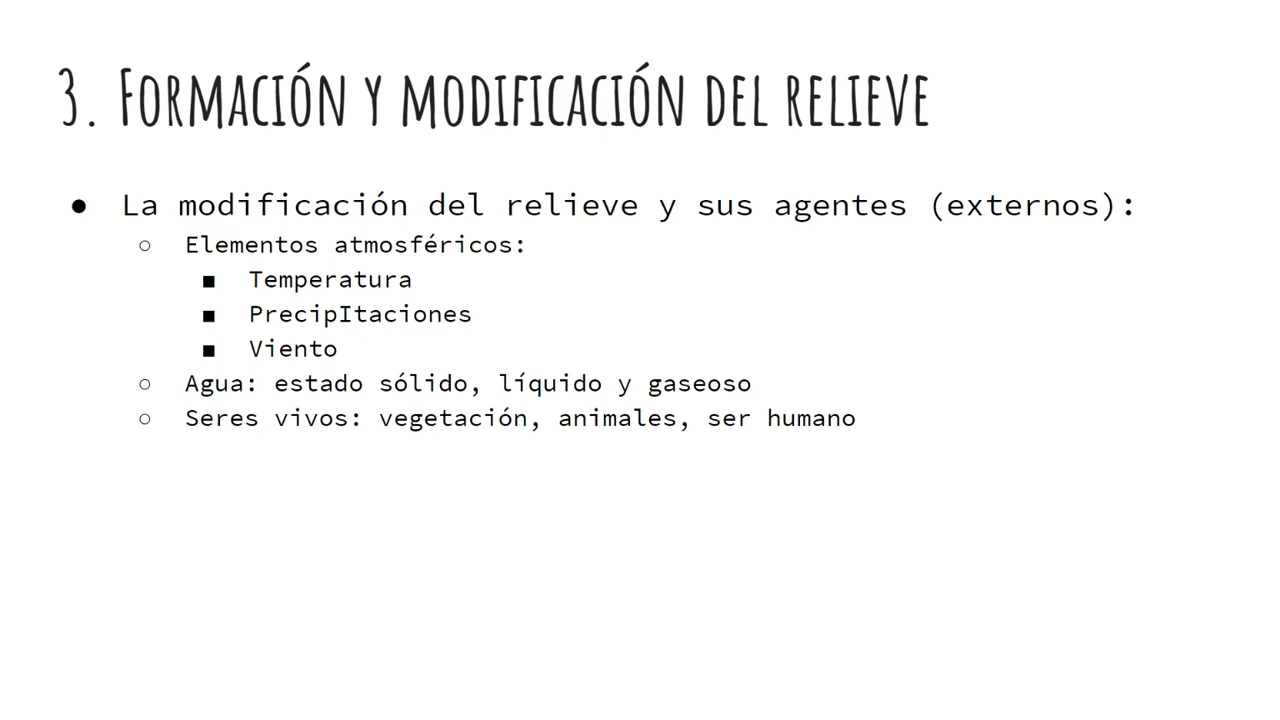 3. Formación y modificación del relieve
● La modificación del relieve y sus agentes (externos):
○ Elementos atmosféricos:
■ Temperatura
■ PrecipItaciones
■ Viento
○ Agua: estado sólido, líquido y gaseoso
○ Seres vivos: vegetación, animales, ser humano